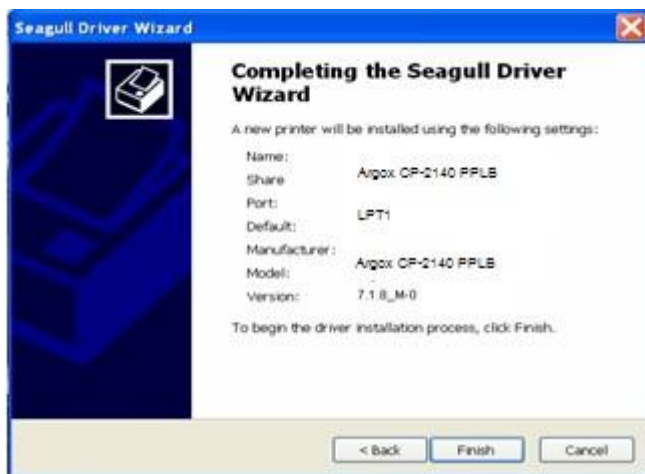 Seagull Driver Wizard
Completing the Seagull Driver
Wizard
A new printer will be installed using the following settings:
Name:
Share Argox CP-2140 PPLB
Port:
Default: LPT1
Manufacturer:
Model: Argox CP-2140 PPLB
Version: 7.1.8_M-0
To begin the driver installation process, click Finish.
< Back Finish Cancel